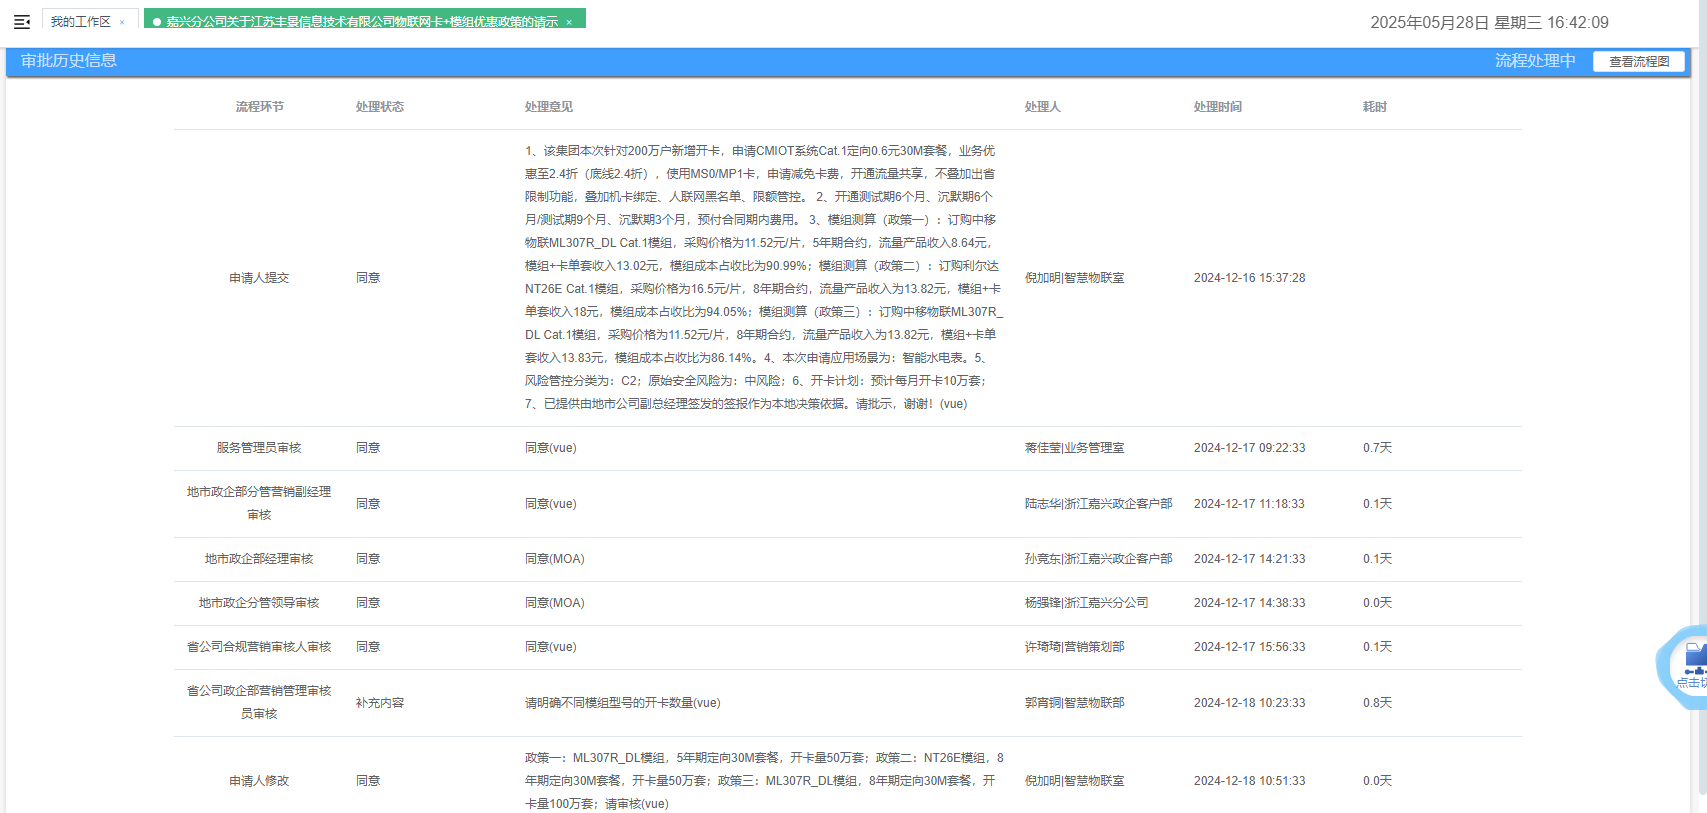 我的工作区 ×
嘉兴分公司关于江苏丰景信息技术有限公司物联网卡+模组优惠政策的请示 ×
2025年05月28日 星期三 16:42:09
审批历史信息
流程处理中
查看流程图
流程环节 处理状态 处理意见 处理人 处理时间 耗时
1、该集团本次针对200万户新增开卡，申请CMIOT系统Cat.1定向0.6元30M套餐，业务优
惠至2.4折（底线2.4折），使用MS0/MP1卡，申请减免卡费，开通流量共享，不叠加出省
限制功能，叠加机卡绑定、人联网黑名单、限额管控。 2、开通测试期6个月、沉默期6个
月/测试期9个月、沉默期3个月，预付合同期内费用。 3、模组测算（政策一）：订购中移
物联ML307R_DL Cat.1模组，采购价格为11.52元/片，5年期合约，流量产品收入8.64元，
模组+卡单套收入13.02元，模组成本占收比为90.99%；模组测算（政策二）：订购利尔达
NT26E Cat.1模组，采购价格为16.5元/片，8年期合约，流量产品收入为13.82元，模组+卡
单套收入18元，模组成本占收比为94.05%；模组测算（政策三）：订购中移物联ML307R_
DL Cat.1模组，采购价格为11.52元/片，8年期合约，流量产品收入为13.82元，模组+卡单
套收入13.83元，模组成本占收比为86.14%。4、本次申请应用场景为：智能水电表。5、
风险管控分类为：C2；原始安全风险为：中风险；6、开卡计划：预计每月开卡10万套；
7、已提供由地市公司副总经理签发的签报作为本地决策依据。请批示，谢谢！(vue)
申请人提交 同意 倪加明|智慧物联室 2024-12-16 15:37:28
服务管理员审核 同意 同意(vue) 蒋佳莹|业务管理室 2024-12-17 09:22:33 0.7天
地市政企部分管营销副经理
审核
同意 同意(vue) 陆志华|浙江嘉兴政企客户部 2024-12-17 11:18:33 0.1天
地市政企部经理审核 同意 同意(MOA) 孙竞东|浙江嘉兴政企客户部 2024-12-17 14:21:33 0.1天
地市政企分管领导审核 同意 同意(MOA) 杨强锋|浙江嘉兴分公司 2024-12-17 14:38:33 0.0天
省公司合规营销审核人审核 同意 同意(vue) 许琦琦|营销策划部 2024-12-17 15:56:33 0.1天
省公司政企部营销管理审核
员审核
补充内容 请明确不同模组型号的开卡数量(vue) 郭宵铜|智慧物联部 2024-12-18 10:23:33 0.8天
政策一：ML307R_DL模组，5年期定向30M套餐，开卡量50万套；政策二：NT26E模组，8
年期定向30M套餐，开卡量50万套；政策三：ML307R_DL模组，8年期定向30M套餐，开
卡量100万套；请审核(vue)
申请人修改 同意 倪加明|智慧物联室 2024-12-18 10:51:33 0.0天
点击